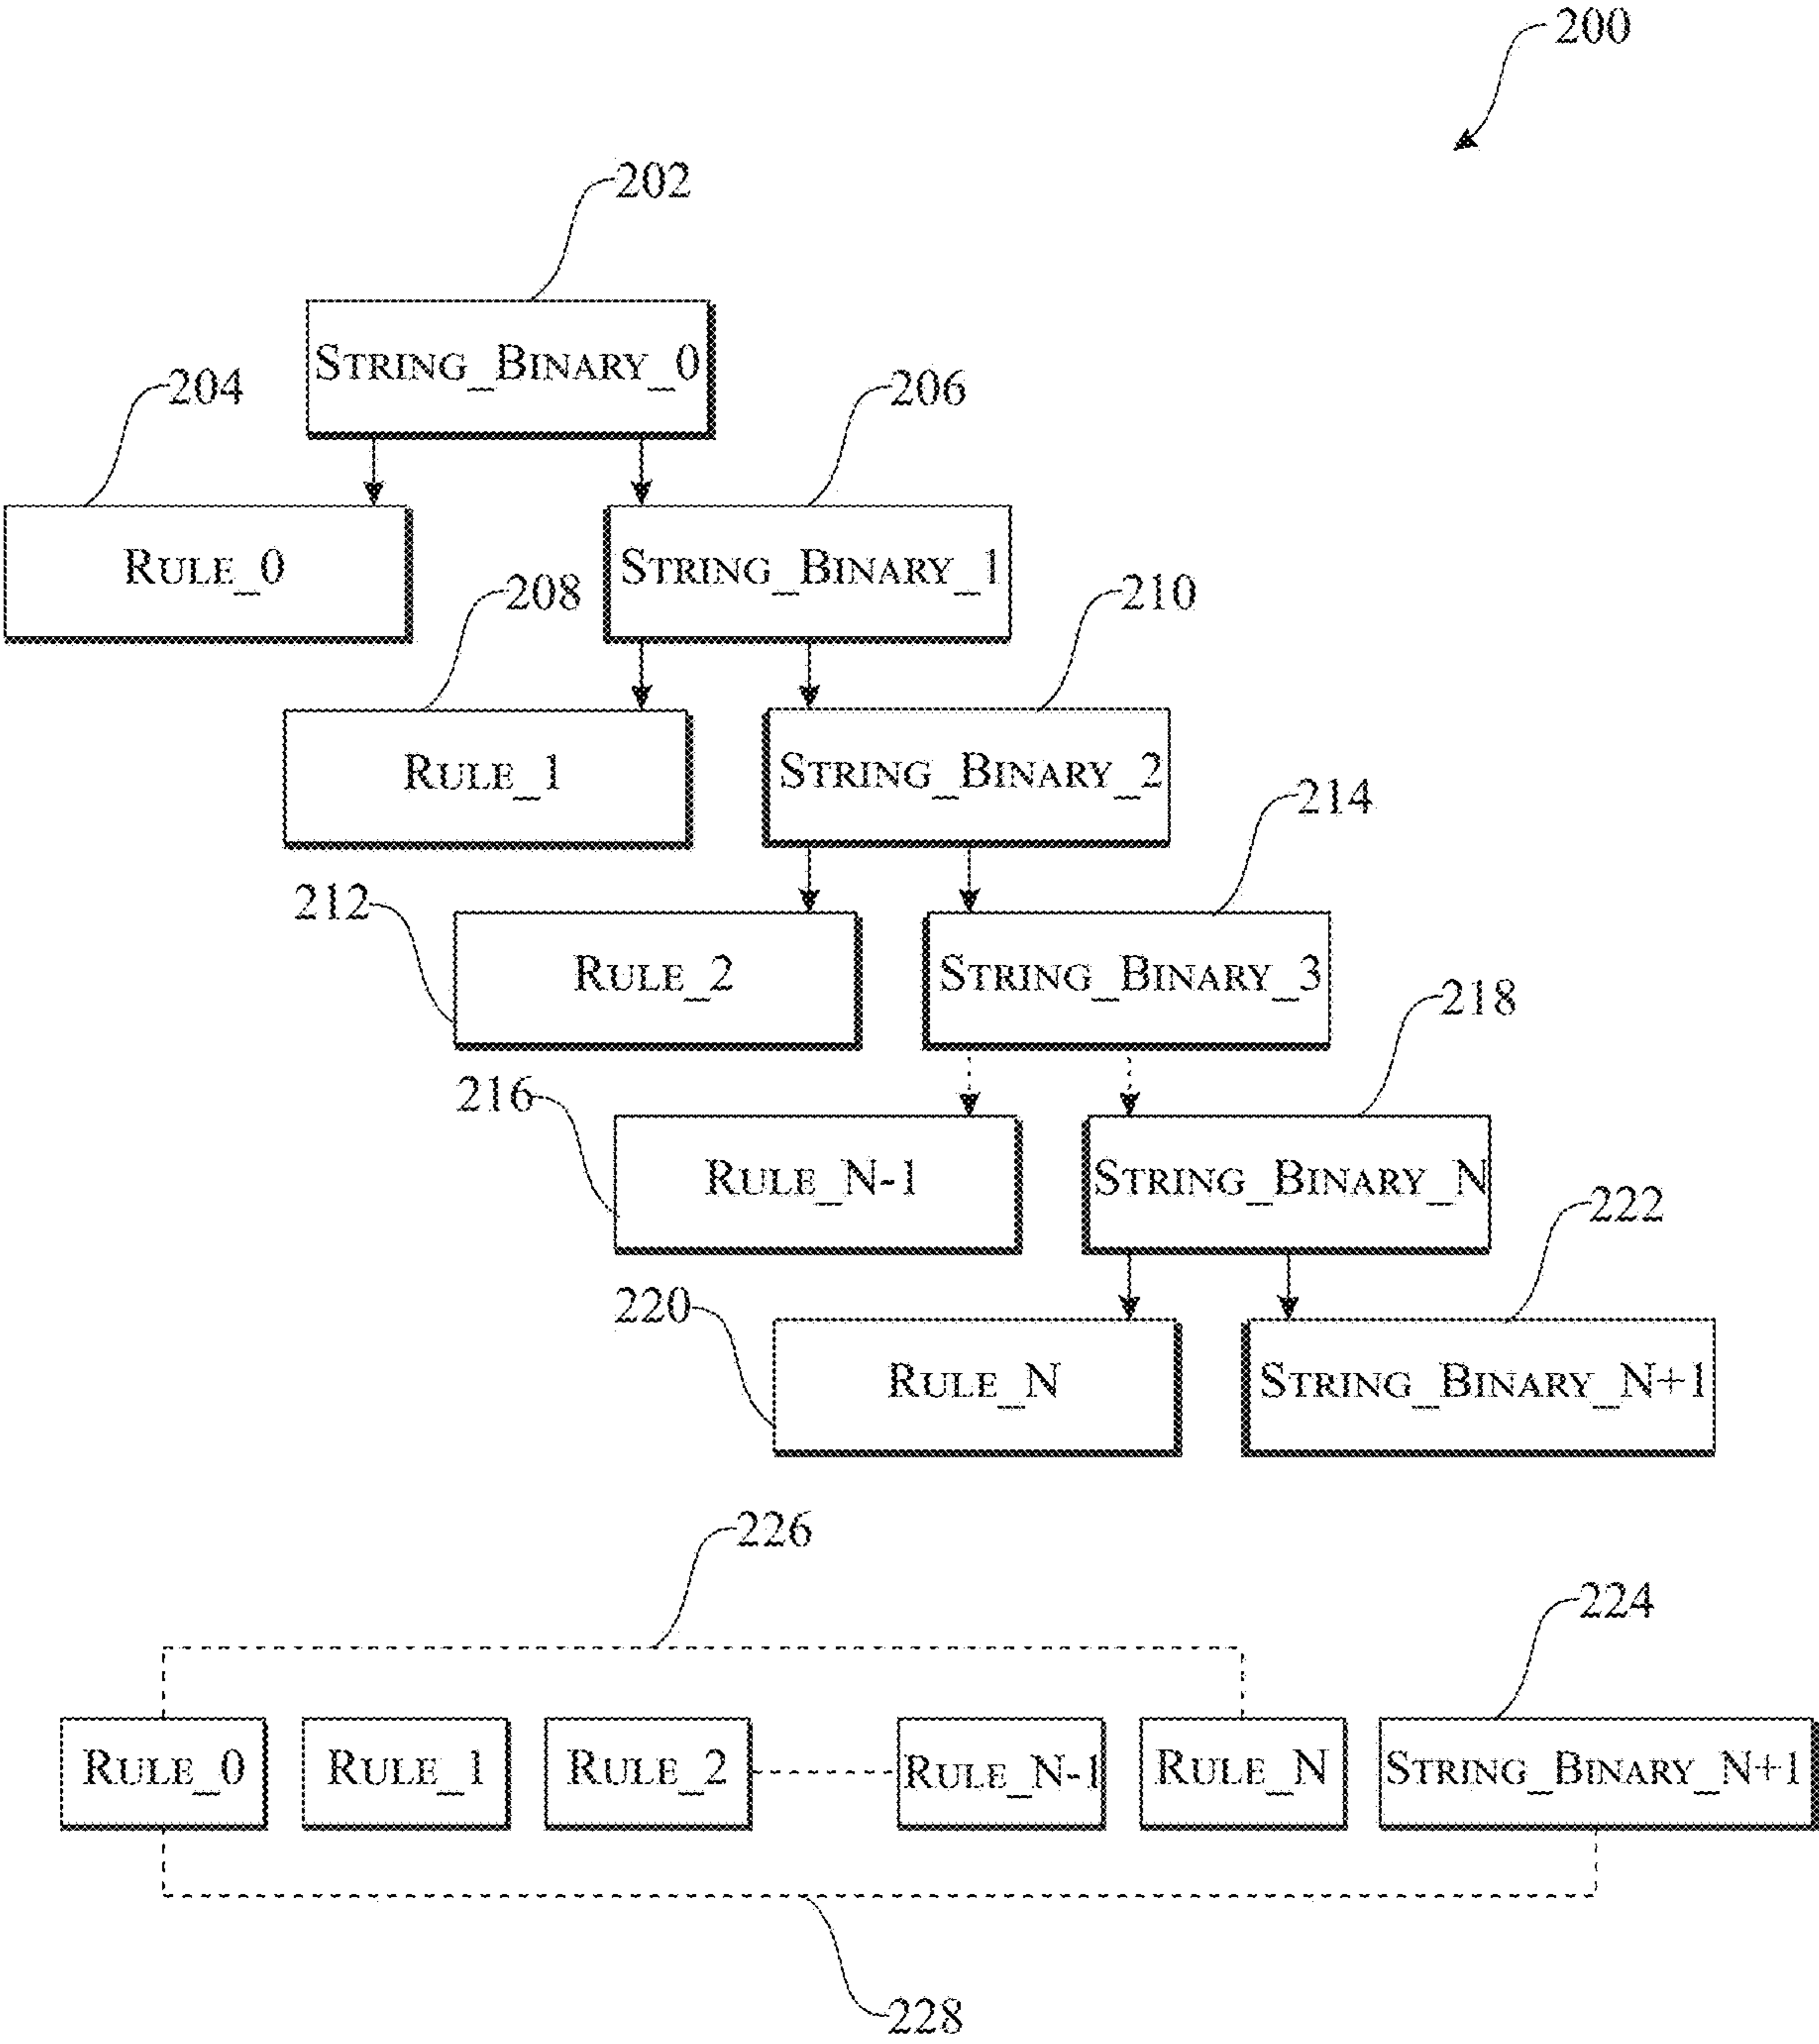 200
202
STRING_BINARY_0
204
206
RULE_0
STRING_BINARY_1
208
210
RULE_1
STRING_BINARY_2
214
212
RULE_2
STRING_BINARY_3
218
216
RULE_N-1
STRING_BINARY_N
222
220
RULE_N
STRING_BINARY_N+1
226
224
RULE_0 RULE_1 RULE_2 RULE_N-1 RULE_N STRING_BINARY_N+1
228